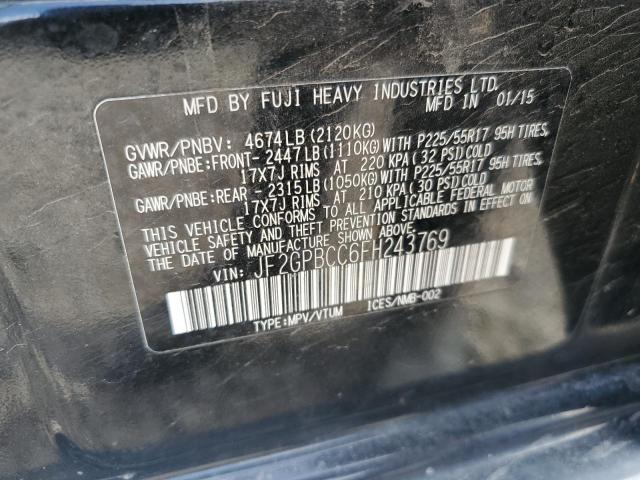 MFD BY FUJI HEAVY INDUSTRIES LTD.
MFD IN 01/15
GVWR/PNBV: 4674LB(2120KG)
GAWR/PNBE:FRONT-2447LB(1110KG)WITH P225/55R17 95H TIRES,
17X7J RIMS AT 220 KPA(32 PSI)COLD
GAWR/PNBE:REAR -2315LB(1050KG)WITH P225/55R17 95H TIRES,
17X7J RIMS AT 210 KPA(30 PSI)COLD
THIS VEHICLE CONFORMS TO ALL APPLICABLE FEDERAL MOTOR
VEHICLE SAFETY AND THEFT PREVENTION STANDARDS IN EFFECT ON
THE DATE OF MANUFACTURE SHOWN ABOVE.
VIN: JF2GPBCC6FH243769
TYPE:MPV/VTUM ICES/NMB-002